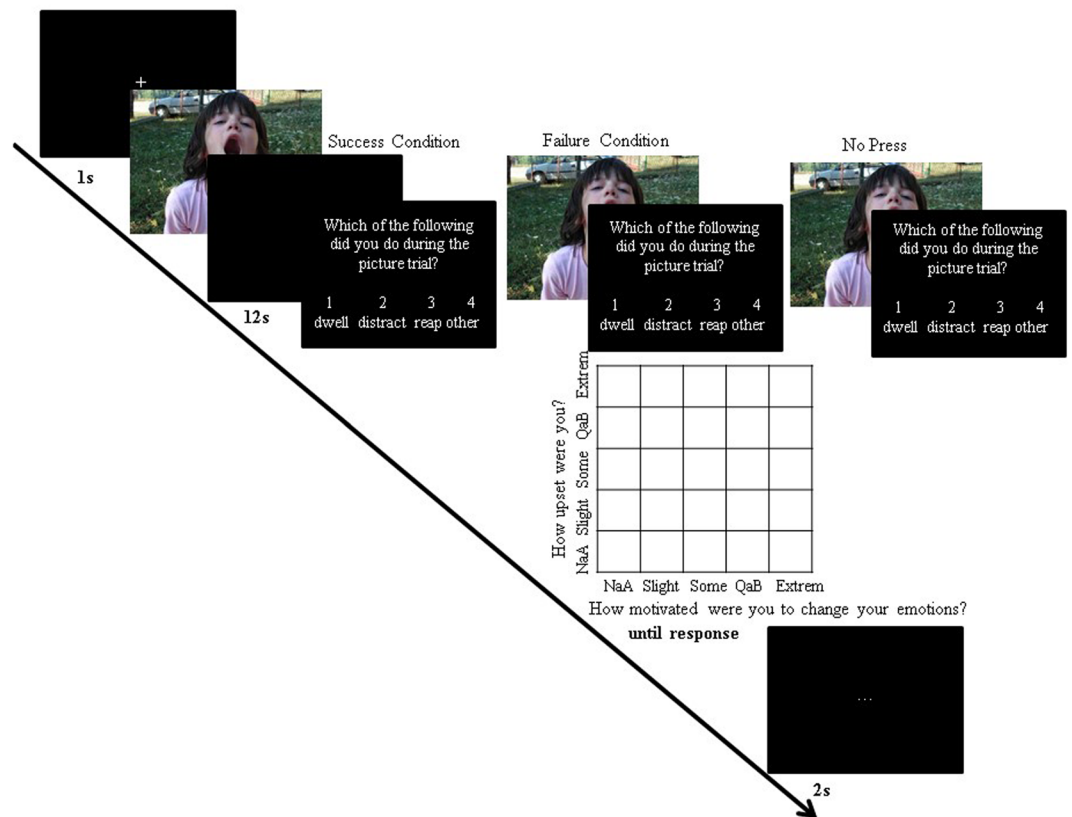 +
1s
Success Condition
Which of the following
did you do during the
picture trial?
1 2 3 4
dwell distract reap other
12s
Failure Condition
Which of the following
did you do during the
picture trial?
1 2 3 4
dwell distract reap other
No Press
Which of the following
did you do during the
picture trial?
1 2 3 4
dwell distract reap other
How upset were you?
NaA Slight Some QaB Extrem
NaA Slight Some QaB Extrem
How motivated were you to change your emotions?
until response
...
2s